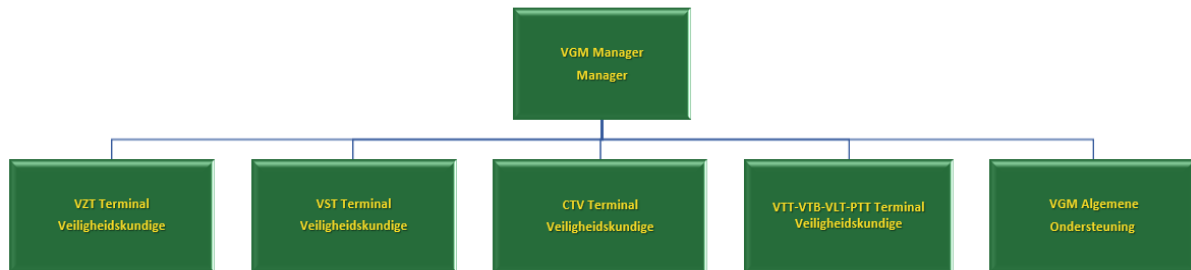 VGM Manager
Manager
VZT Terminal
Veiligheidskundige
VST Terminal
Veiligheidskundige
CTV Terminal
Veiligheidskundige
VTT-VTB-VLT-PTT Terminal
Veiligheidskundige
VGM Algemene
Ondersteuning